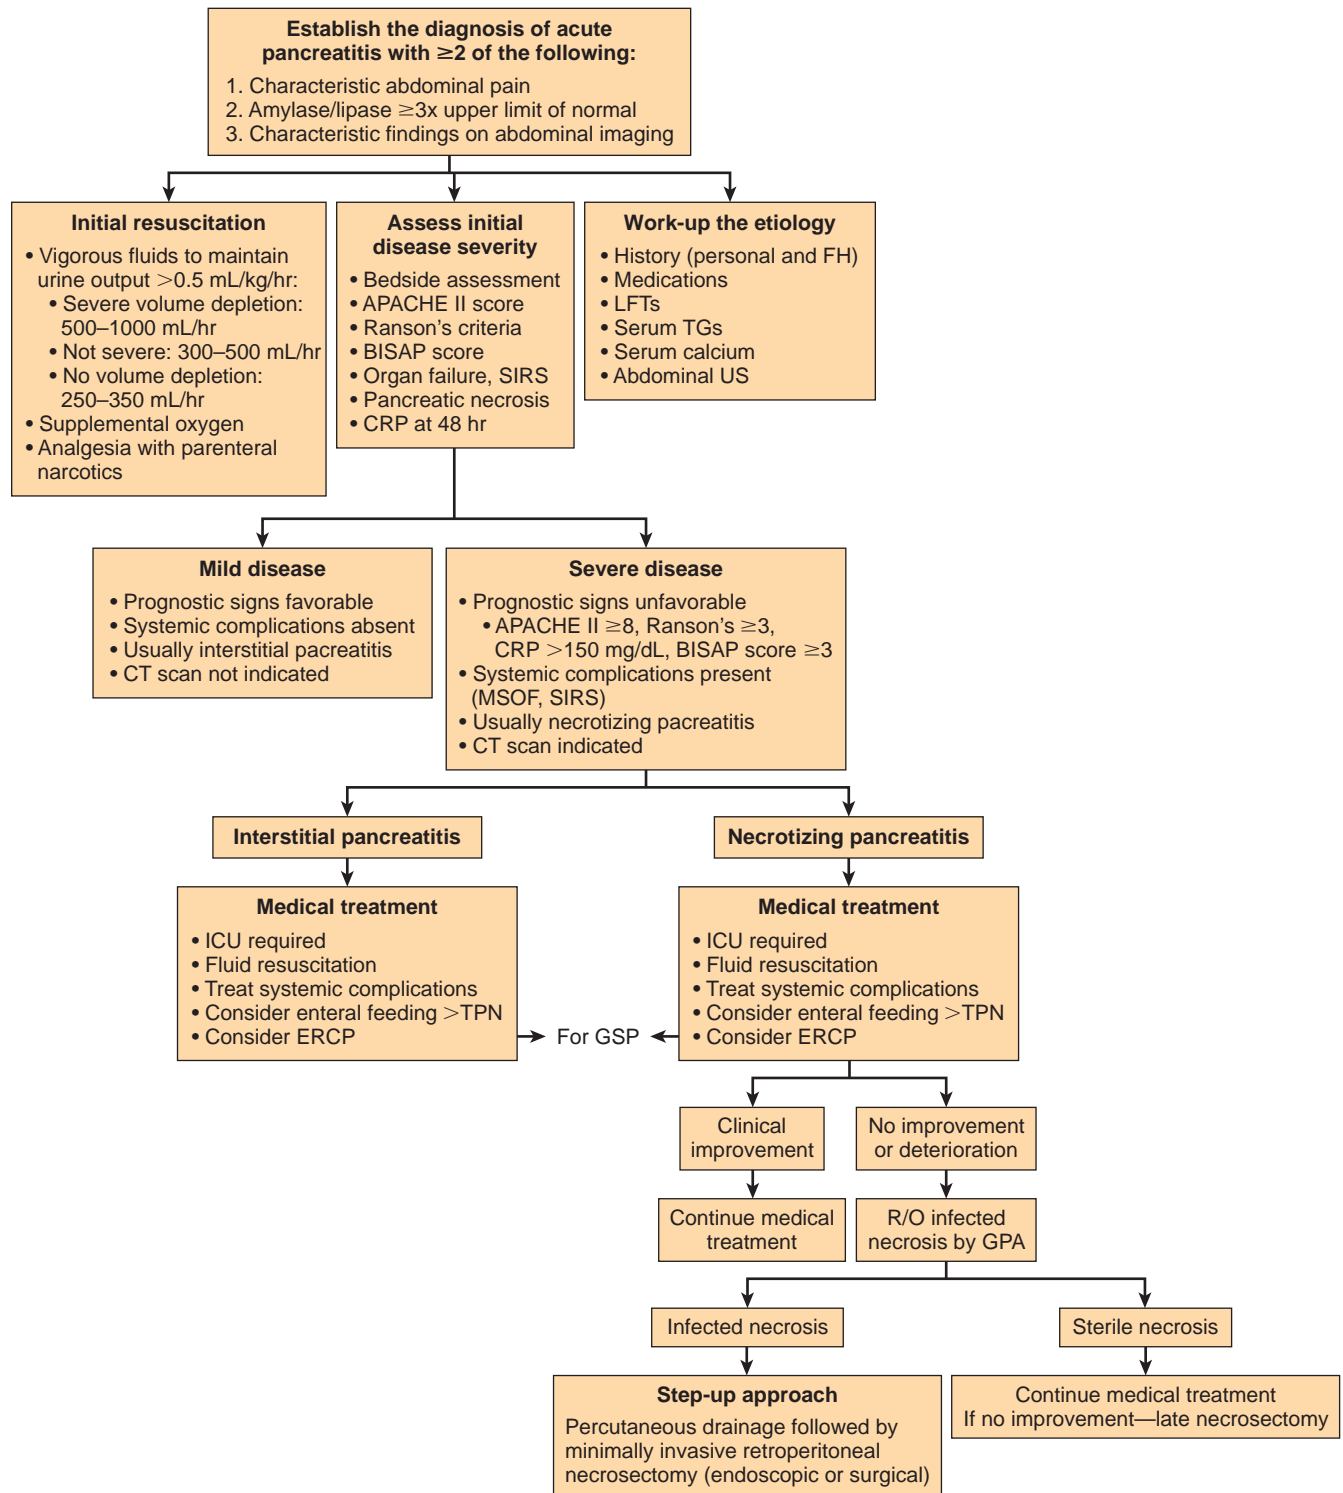 Establish the diagnosis of acute
pancreatitis with ≥2 of the following:
1. Characteristic abdominal pain
2. Amylase/lipase ≥3x upper limit of normal
3. Characteristic findings on abdominal imaging
Initial resuscitation
• Vigorous fluids to maintain
urine output >0.5 mL/kg/hr:
• Severe volume depletion:
500–1000 mL/hr
• Not severe: 300–500 mL/hr
• No volume depletion:
250–350 mL/hr
• Supplemental oxygen
• Analgesia with parenteral
narcotics
Assess initial
disease severity
• Bedside assessment
• APACHE II score
• Ranson's criteria
• BISAP score
• Organ failure, SIRS
• Pancreatic necrosis
• CRP at 48 hr
Work-up the etiology
• History (personal and FH)
• Medications
• LFTs
• Serum TGs
• Serum calcium
• Abdominal US
Mild disease
• Prognostic signs favorable
• Systemic complications absent
• Usually interstitial pacreatitis
• CT scan not indicated
Severe disease
• Prognostic signs unfavorable
• APACHE II ≥8, Ranson's ≥3,
CRP >150 mg/dL, BISAP score ≥3
• Systemic complications present
(MSOF, SIRS)
• Usually necrotizing pacreatitis
• CT scan indicated
Interstitial pancreatitis
Necrotizing pancreatitis
Medical treatment
• ICU required
• Fluid resuscitation
• Treat systemic complications
• Consider enteral feeding >TPN
• Consider ERCP
For GSP
Medical treatment
• ICU required
• Fluid resuscitation
• Treat systemic complications
• Consider enteral feeding >TPN
• Consider ERCP
Clinical
improvement
No improvement
or deterioration
Continue medical
treatment
R/O infected
necrosis by GPA
Infected necrosis
Sterile necrosis
Step-up approach
Percutaneous drainage followed by
minimally invasive retroperitoneal
necrosectomy (endoscopic or surgical)
Continue medical treatment
If no improvement—late necrosectomy